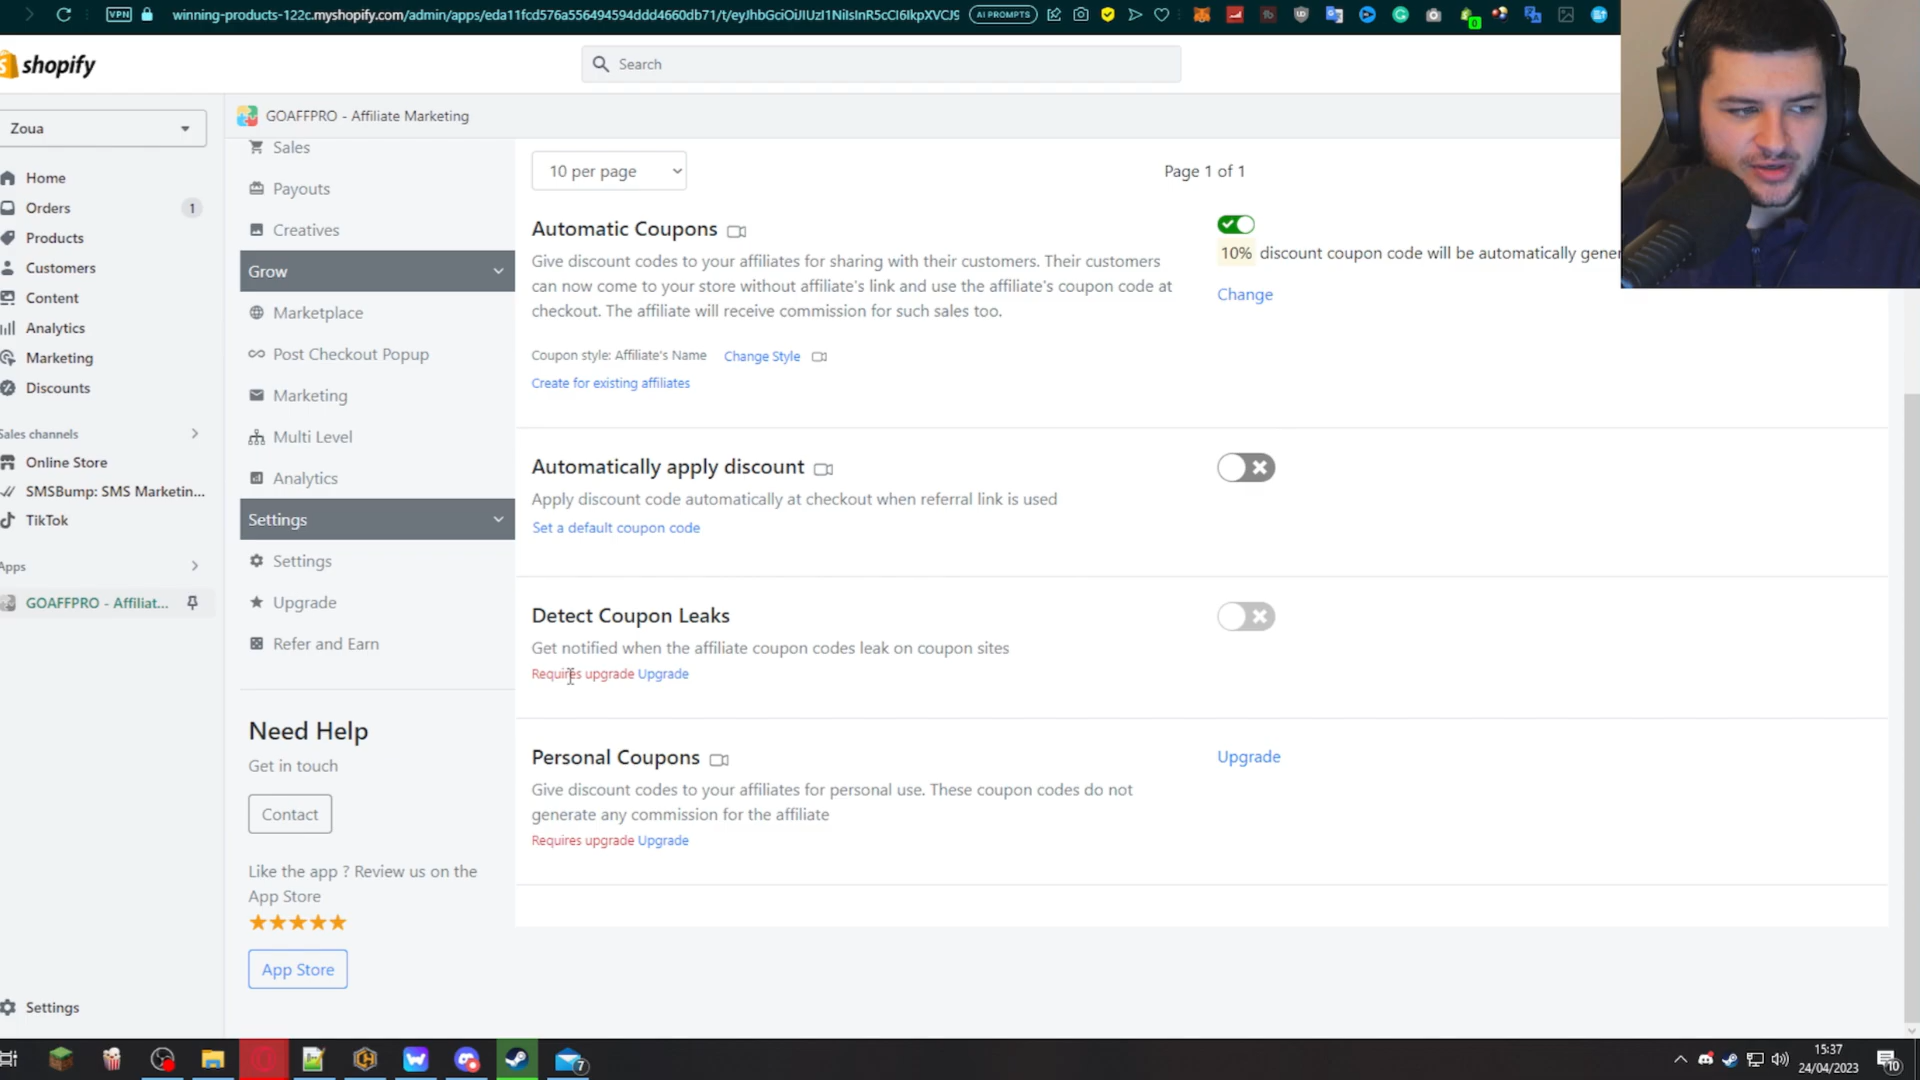 winning-products-122c.myshopify.com/admin/apps/eda11fcd576a556494594ddd4660db71/t/eyJhbGciOiJIUzI1NiIsInR5cCI6IkpXVCJ9
VPN
AI PROMPTS
0
shopify
Search
Zoua
Home
Orders
1
Products
Customers
Content
Analytics
Marketing
Discounts
Sales channels
Online Store
SMSBump: SMS Marketin...
TikTok
Apps
GOAFFPRO - Affiliat...
Settings
GOAFFPRO - Affiliate Marketing
Sales
Payouts
Creatives
Grow
Marketplace
Post Checkout Popup
Marketing
Multi Level
Analytics
Settings
Settings
Upgrade
Refer and Earn
Need Help
Get in touch
Contact
Like the app ? Review us on the
App Store
App Store
10 per page
Page 1 of 1
Automatic Coupons
Give discount codes to your affiliates for sharing with their customers. Their customers
can now come to your store without affiliate's link and use the affiliate's coupon code at
checkout. The affiliate will receive commission for such sales too.
Coupon style: Affiliate's Name Change Style
Create for existing affiliates
10% discount coupon code will be automatically gener
Change
Automatically apply discount
Apply discount code automatically at checkout when referral link is used
Set a default coupon code
Detect Coupon Leaks
Get notified when the affiliate coupon codes leak on coupon sites
Requires upgrade Upgrade
Personal Coupons
Give discount codes to your affiliates for personal use. These coupon codes do not
generate any commission for the affiliate
Requires upgrade Upgrade
Upgrade
7
15:37
24/04/2023
10